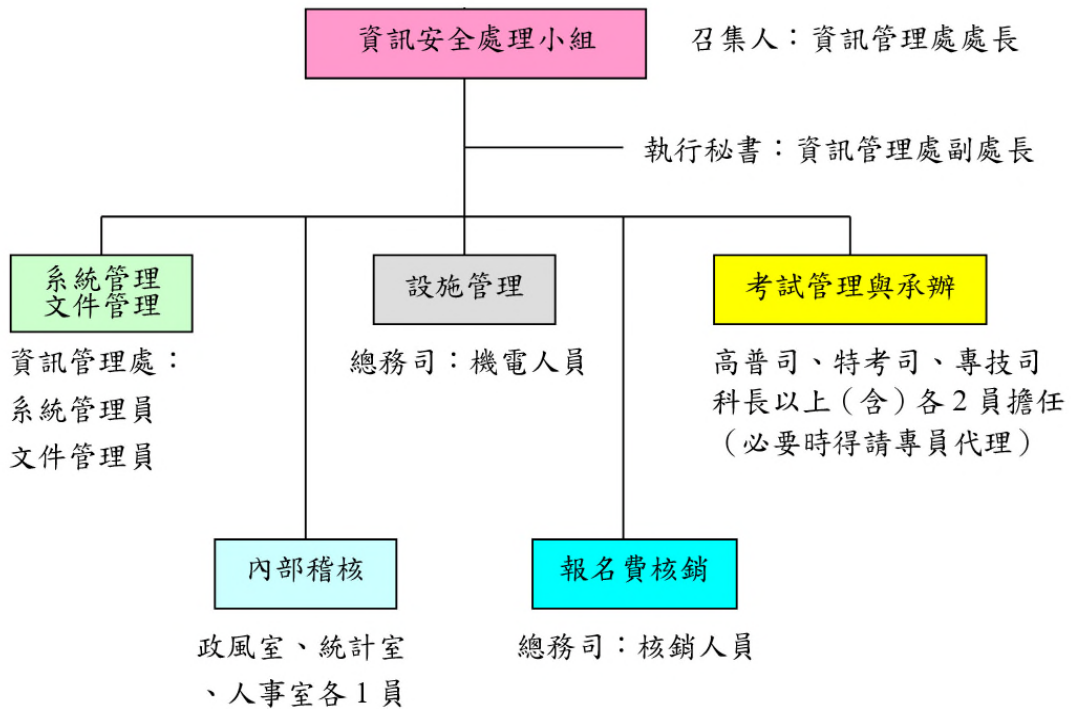 資訊安全處理小組
召集人：資訊管理處處長
執行秘書：資訊管理處副處長
系統管理
文件管理
設施管理
考試管理與承辦
資訊管理處：
系統管理員
文件管理員
總務司：機電人員
高普司、特考司、專技司
科長以上（含）各 2 員擔任
（必要時得請專員代理）
內部稽核
報名費核銷
政風室、統計室
、人事室各 1 員
總務司：核銷人員